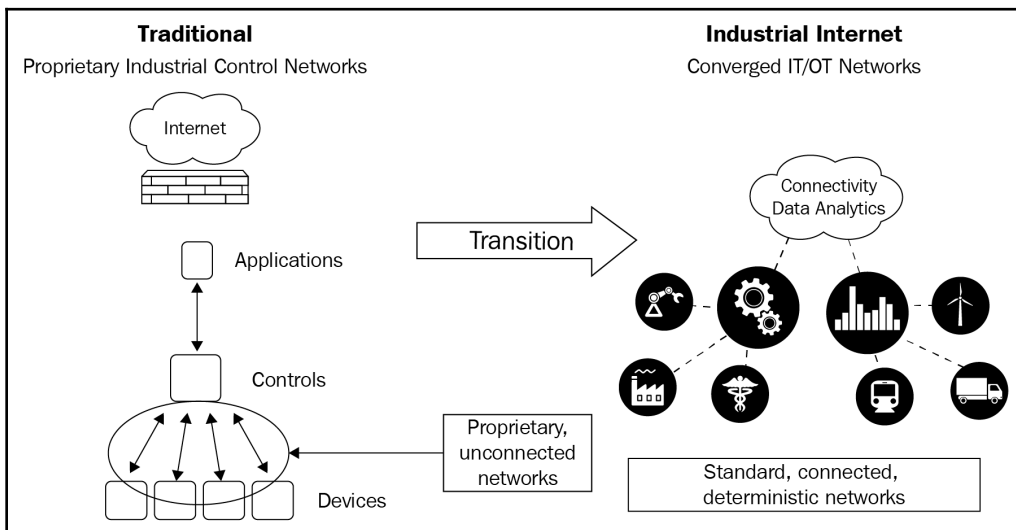 Traditional
Proprietary Industrial Control Networks
Internet
Applications
Controls
Devices
Proprietary,
unconnected
networks
Transition
Industrial Internet
Converged IT/OT Networks
Connectivity
Data Analytics
Standard, connected,
deterministic networks